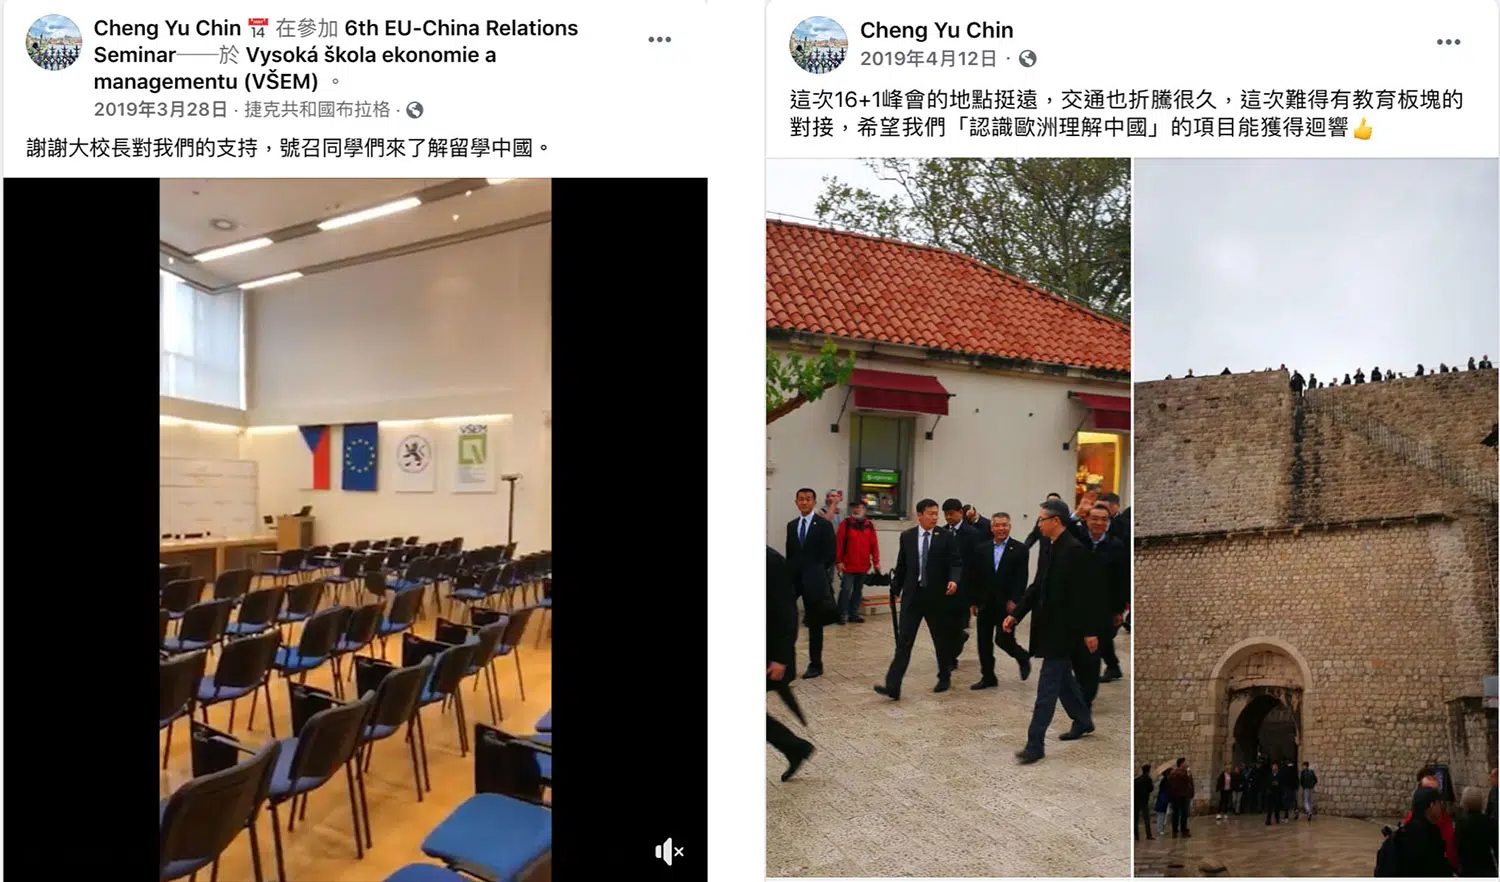 Cheng Yu Chin 📅 在參加 6th EU-China Relations
Seminar——於 Vysoká škola ekonomie a
managementu (VŠEM) 。
2019年3月28日 · 捷克共和國布拉格 ·
謝謝大校長對我們的支持，號召同學們來了解留學中國。
VŠEM
Cheng Yu Chin
2019年4月12日 ·
這次16+1峰會的地點挺遠，交通也折騰很久，這次難得有教育板塊的
對接，希望我們「認識歐洲理解中國」的項目能獲得迴響👍